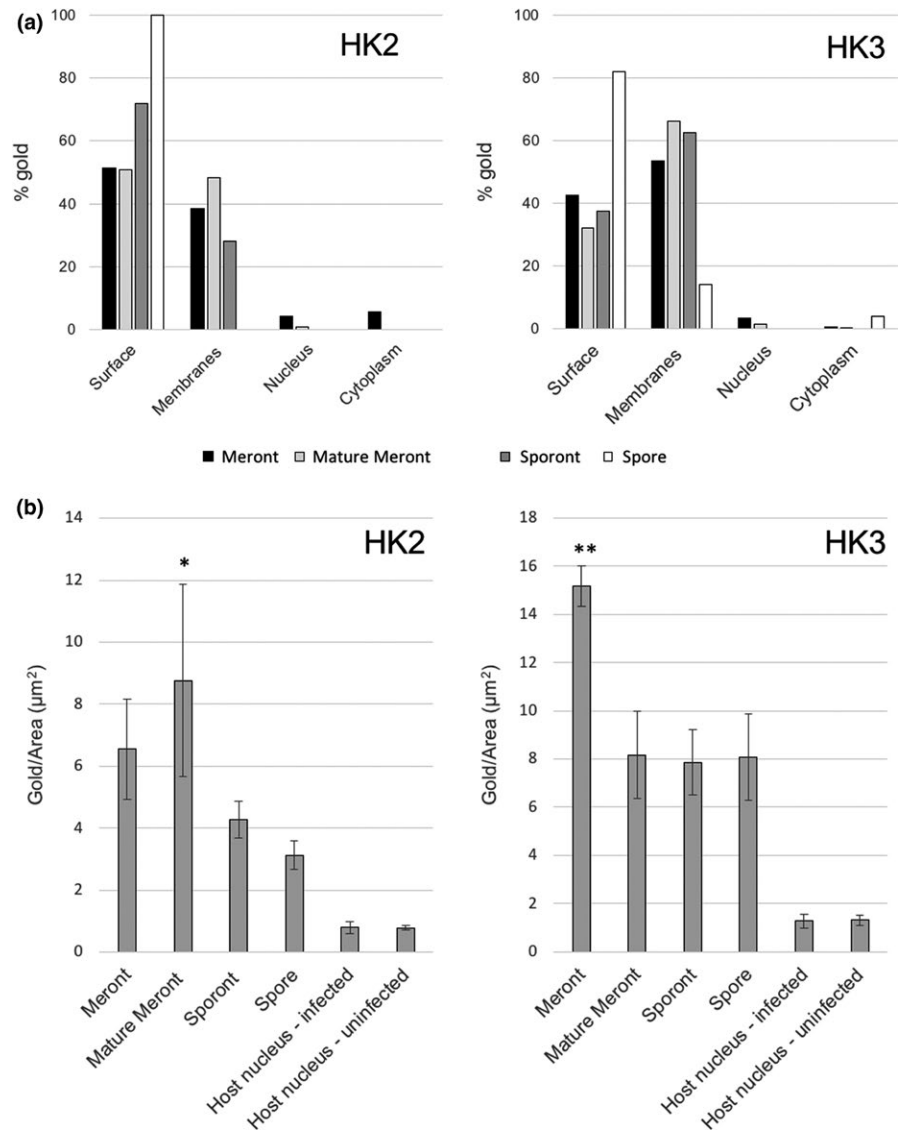 (a)
HK2
HK3
100
80
60
40
20
0
% gold
Surface
Membranes
Nucleus
Cytoplasm
100
80
60
40
20
0
% gold
Surface
Membranes
Nucleus
Cytoplasm
Meront Mature Meront Sporont Spore
(b)
HK2
14
12
10
8
6
4
2
0
Gold/Area (µm²)
*
Meront
Mature Meront
Sporont
Spore
Host nucleus - infected
Host nucleus - uninfected
HK3
18
16
14
12
10
8
6
4
2
0
Gold/Area (µm²)
**
Meront
Mature Meront
Sporont
Spore
Host nucleus - infected
Host nucleus - uninfected